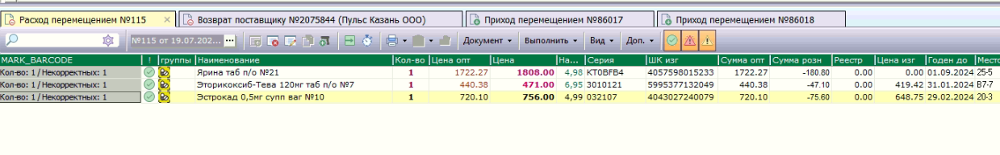 Расход перемещением №115 Возврат поставщику №2075844 (Пульс Казань ООО) Приход перемещением №86017 Приход перемещением №86018
№115 от 19.07.202... Документ Выполнить Вид Доп.
MARK_BARCODE ! группы Наименование Кол-во Цена опт Цена На... Серия ШК изг Сумма опт Сумма розн Реестр Цена изг Годен до Место
Кол-во: 1 / Некорректных: 1 Ярина таб п/о №21 1 1722.27 1808.00 4,98 KT0BFB4 4057598015233 1722.27 -180.80 0.00 0.00 01.09.2024 25-5
Кол-во: 1 / Некорректных: 1 Эторикоксиб-Тева 120мг таб п/о №7 1 440.38 471.00 6,95 3010121 5995377132049 440.38 -47.10 0.00 419.42 31.01.2024 B7-7
Кол-во: 1 / Некорректных: 1 Эстрокад 0,5мг супп ваг №10 1 720.10 756.00 4,99 032107 4043027240079 720.10 -75.60 0.00 648.75 29.02.2024 20-3